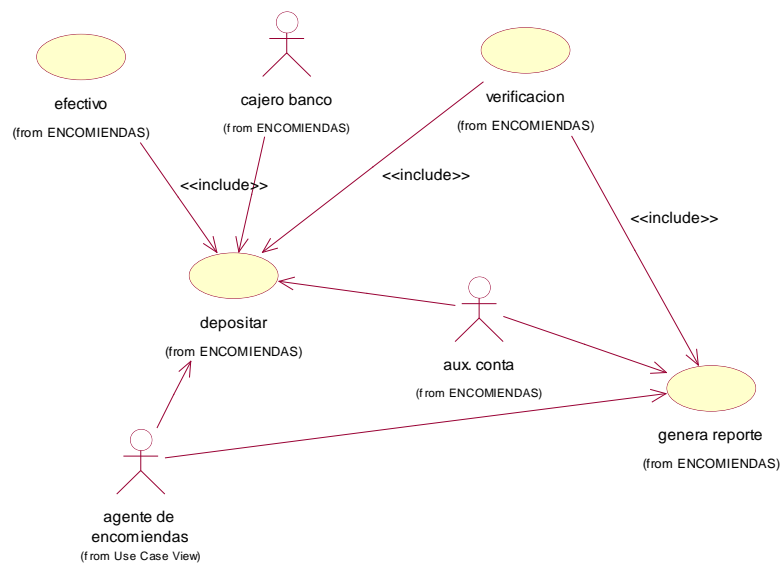 efectivo
(from ENCOMIENDAS)
cajero banco
(from ENCOMIENDAS)
verificacion
(from ENCOMIENDAS)
<<include>>
<<include>>
<<include>>
depositar
(from ENCOMIENDAS)
aux. conta
(from ENCOMIENDAS)
genera reporte
(from ENCOMIENDAS)
agente de
encomiendas
(from Use Case View)